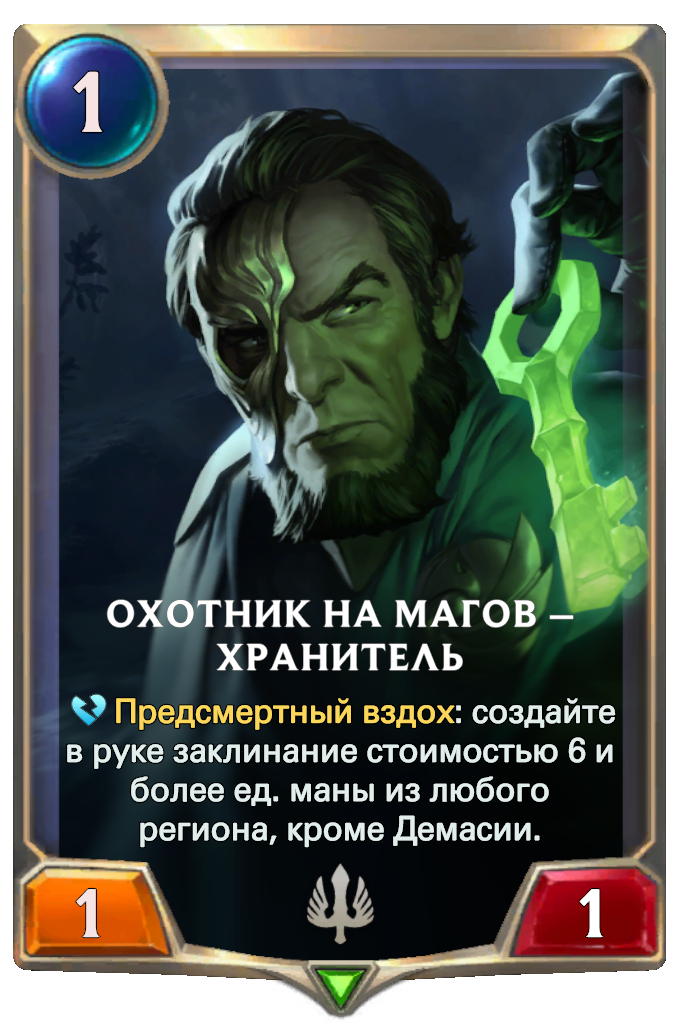 1
ОХОТНИК НА МАГОВ –
ХРАНИТЕЛЬ
Предсмертный вздох: создайте
в руке заклинание стоимостью 6 и
более ед. маны из любого
региона, кроме Демасии.
1
1